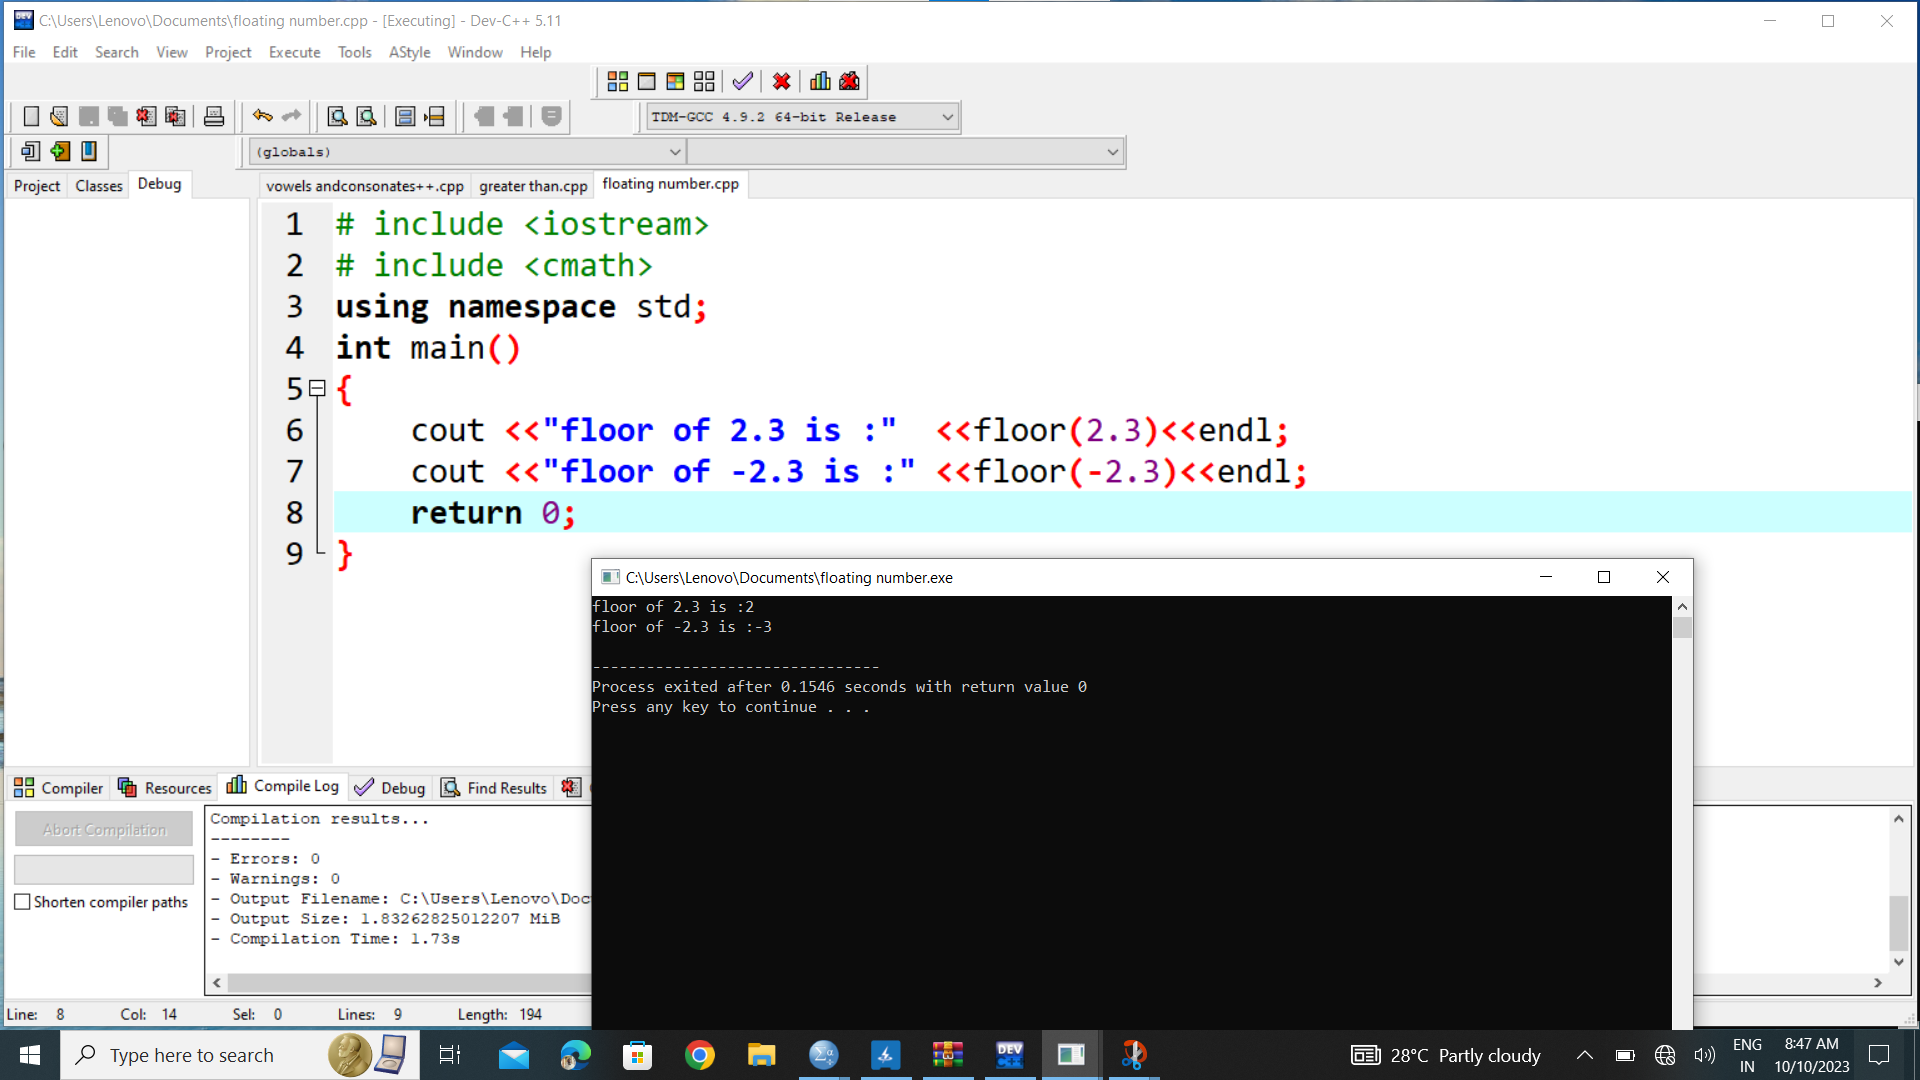 C:\Users\Lenovo\Documents\floating number.cpp - [Executing] - Dev-C++ 5.11
File Edit Search View Project Execute Tools AStyle Window Help
TDM-GCC 4.9.2 64-bit Release
(globals)
Project Classes Debug
vowels andconsonates++.cpp greater than.cpp floating number.cpp
1 # include <iostream>
2 # include <cmath>
3 using namespace std;
4 int main()
5 {
6 cout <<"floor of 2.3 is :"  <<floor(2.3)<<endl;
7 cout <<"floor of -2.3 is :" <<floor(-2.3)<<endl;
8 return 0;
9 }
C:\Users\Lenovo\Documents\floating number.exe
floor of 2.3 is :2
floor of -2.3 is :-3
--------------------------------
Process exited after 0.1546 seconds with return value 0
Press any key to continue . . .
Compiler Resources Compile Log Debug Find Results
Abort Compilation
Shorten compiler paths
Compilation results...
--------
- Errors: 0
- Warnings: 0
- Output Filename: C:\Users\Lenovo\Doc
- Output Size: 1.83262825012207 MiB
- Compilation Time: 1.73s
Line: 8 Col: 14 Sel: 0 Lines: 9 Length: 194
Type here to search
DEV
28°C Partly cloudy
ENG
IN
8:47 AM
10/10/2023